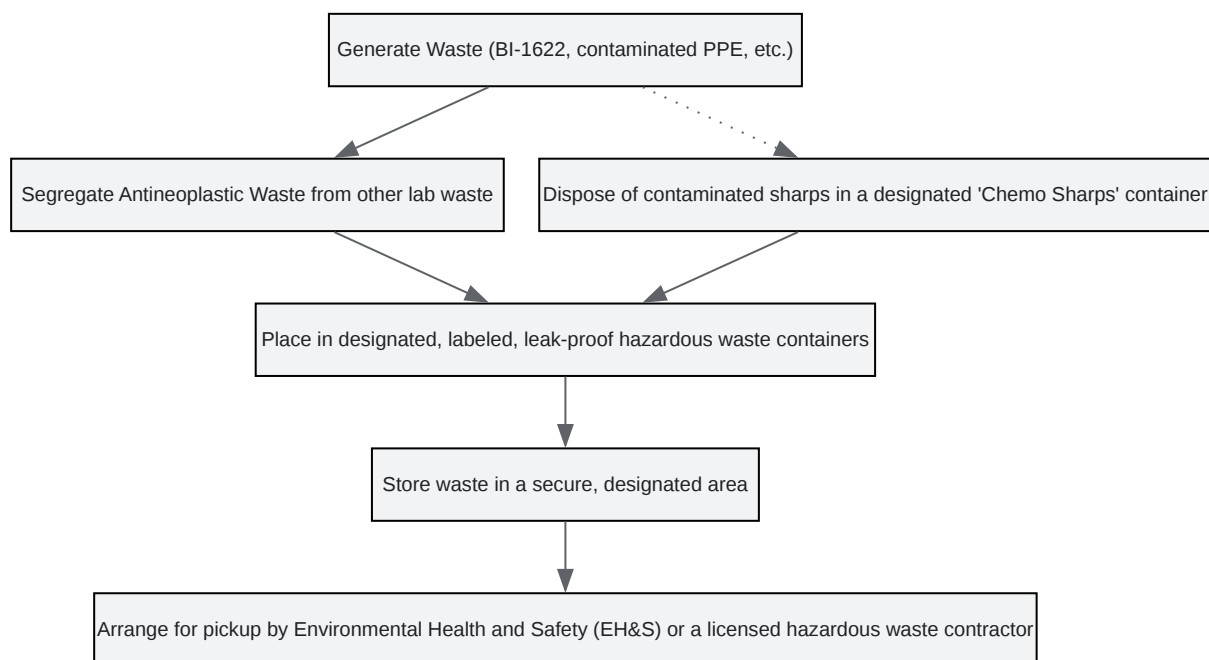 Generate Waste (BI-1622, contaminated PPE, etc.)
Segregate Antineoplastic Waste from other lab waste
Dispose of contaminated sharps in a designated 'Chemo Sharps' container
Place in designated, labeled, leak-proof hazardous waste containers
Store waste in a secure, designated area
Arrange for pickup by Environmental Health and Safety (EH&S) or a licensed hazardous waste contractor